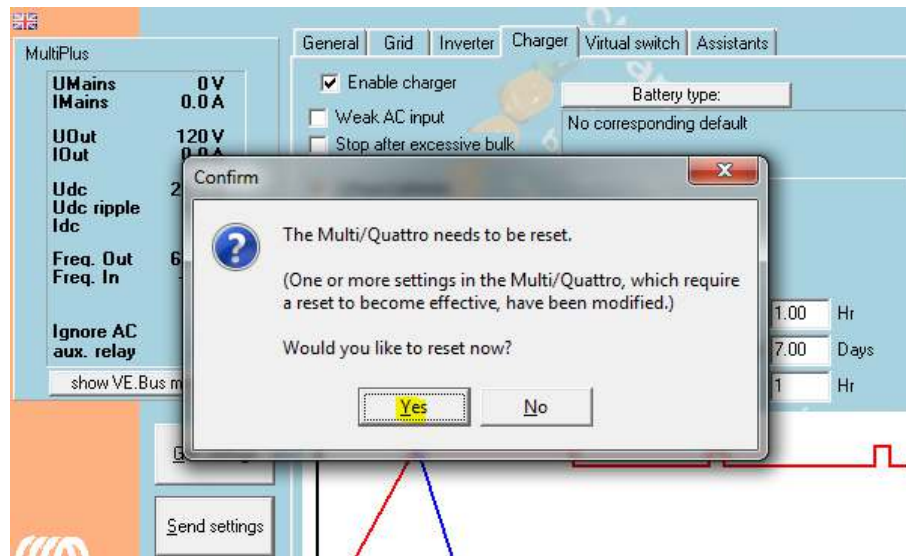 MultiPlus
UMains 0 V
IMains 0.0 A
UOut 120 V
IOut 0.0 A
Udc 2
Udc ripple
Idc
Freq. Out 6
Freq. In
Ignore AC
aux. relay
show VE.Bus m
General Grid Inverter Charger Virtual switch Assistants
Enable charger
Weak AC input
Stop after excessive bulk
Battery type:
No corresponding default
Confirm
The Multi/Quattro needs to be reset.
(One or more settings in the Multi/Quattro, which require
a reset to become effective, have been modified.)
Would you like to reset now?
Yes No
1.00 Hr
7.00 Days
1 Hr
Send settings